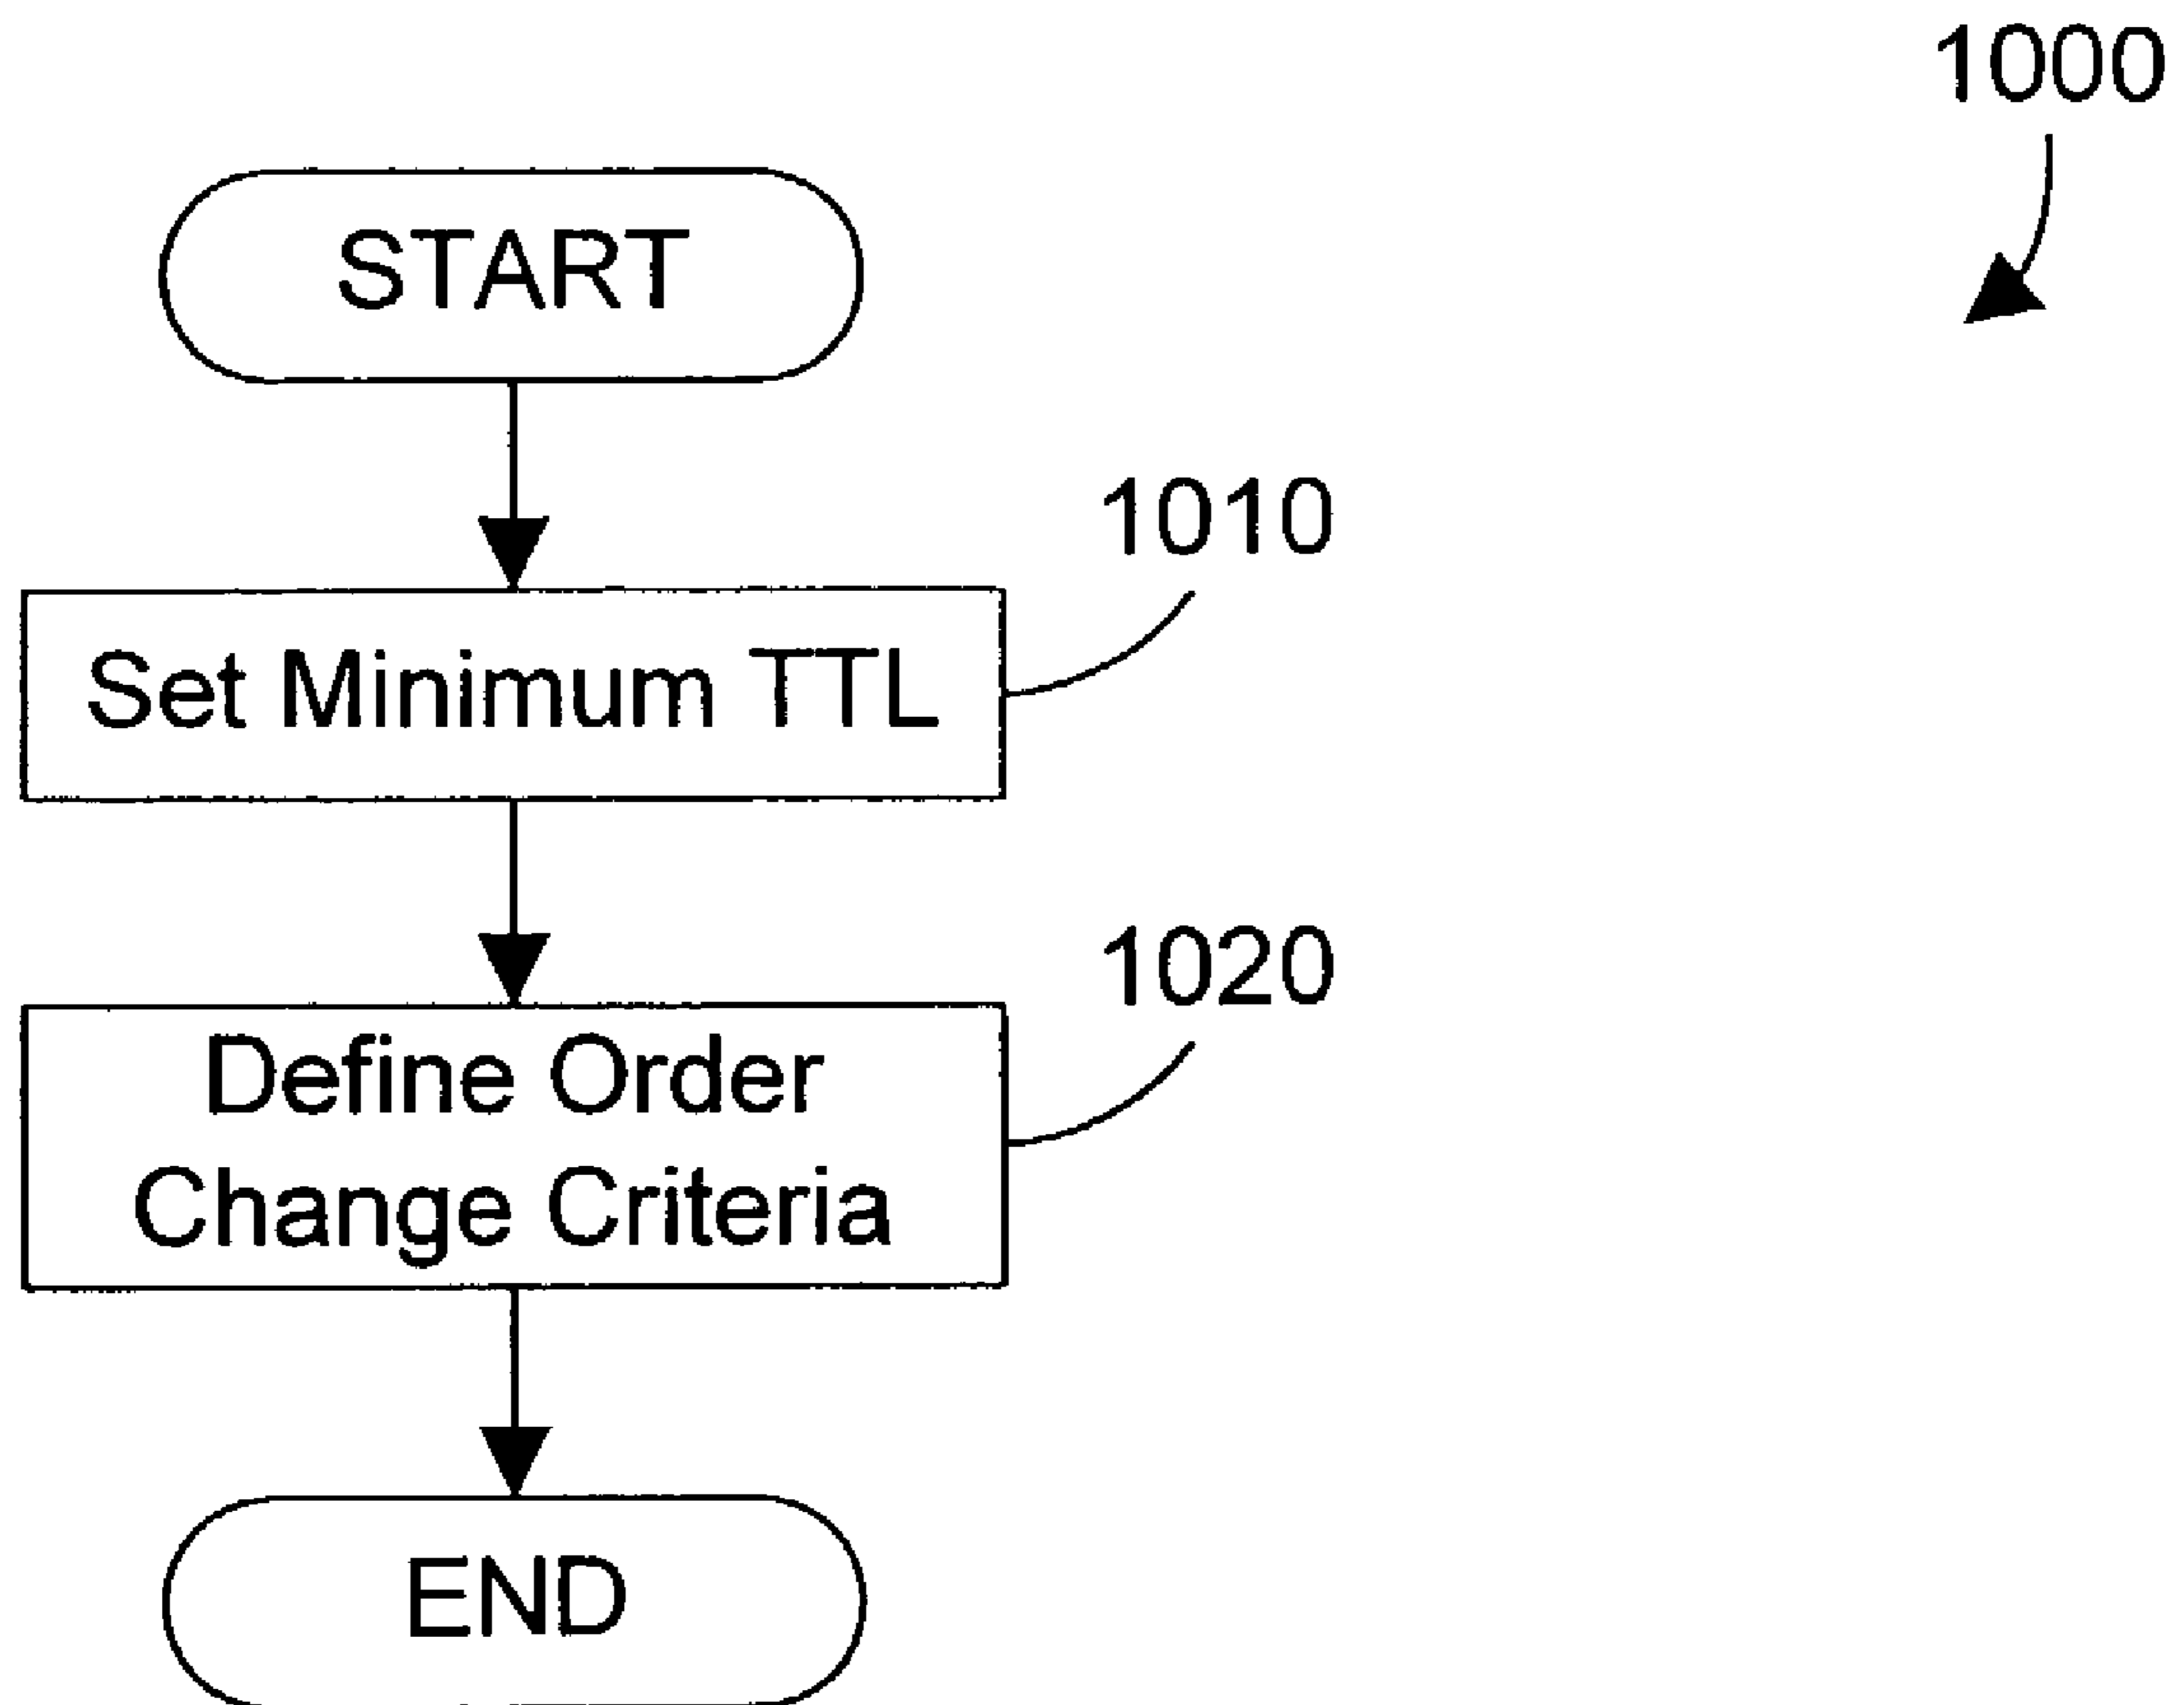 1000
START
1010
Set Minimum TTL
1020
Define Order
Change Criteria
END